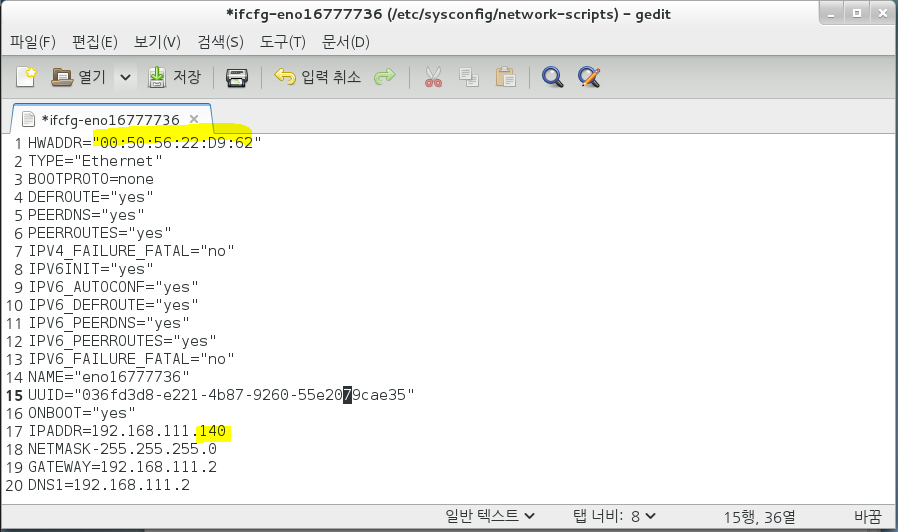 *ifcfg-eno16777736 (/etc/sysconfig/network-scripts) - gedit
파일(F) 편집(E) 보기(V) 검색(S) 도구(T) 문서(D)
열기 저장 입력 취소
*ifcfg-eno16777736
1 HWADDR="00:50:56:22:D9:62"
2 TYPE="Ethernet"
3 BOOTPROTO=none
4 DEFROUTE="yes"
5 PEERDNS="yes"
6 PEERROUTES="yes"
7 IPV4_FAILURE_FATAL="no"
8 IPV6INIT="yes"
9 IPV6_AUTOCONF="yes"
10 IPV6_DEFROUTE="yes"
11 IPV6_PEERDNS="yes"
12 IPV6_PEERROUTES="yes"
13 IPV6_FAILURE_FATAL="no"
14 NAME="eno16777736"
15 UUID="036fd3d8-e221-4b87-9260-55e2079cae35"
16 ONBOOT="yes"
17 IPADDR=192.168.111.140
18 NETMASK-255.255.255.0
19 GATEWAY=192.168.111.2
20 DNS1=192.168.111.2
일반 텍스트 탭 너비: 8 15행, 36열 바꿈